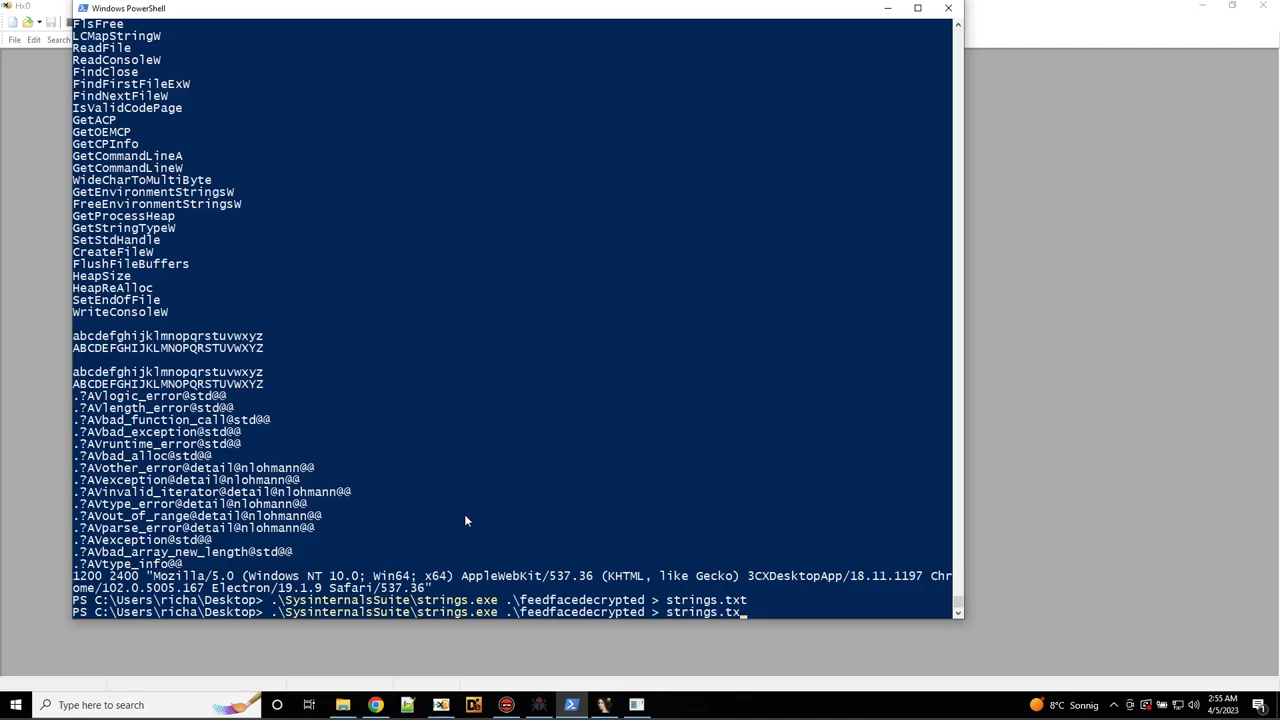 HxD
File Edit Search
Windows PowerShell
FlsFree
LCMapStringW
ReadFile
ReadConsoleW
FindClose
FindFirstFileExW
FindNextFileW
IsValidCodePage
GetACP
GetOEMCP
GetCPInfo
GetCommandLineA
GetCommandLineW
WideCharToMultiByte
GetEnvironmentStringsW
FreeEnvironmentStringsW
GetProcessHeap
GetStringTypeW
SetStdHandle
CreateFileW
FlushFileBuffers
HeapSize
HeapReAlloc
SetEndOfFile
WriteConsoleW
abcdefghijklmnopqrstuvwxyz
ABCDEFGHIJKLMNOPQRSTUVWXYZ
abcdefghijklmnopqrstuvwxyz
ABCDEFGHIJKLMNOPQRSTUVWXYZ
.?AVlogic_error@std@@
.?AVlength_error@std@@
.?AVbad_function_call@std@@
.?AVbad_exception@std@@
.?AVruntime_error@std@@
.?AVbad_alloc@std@@
.?AVother_error@detail@nlohmann@@
.?AVexception@detail@nlohmann@@
.?AVinvalid_iterator@detail@nlohmann@@
.?AVtype_error@detail@nlohmann@@
.?AVout_of_range@detail@nlohmann@@
.?AVparse_error@detail@nlohmann@@
.?AVexception@std@@
.?AVbad_array_new_length@std@@
.?AVtype_info@@
1200 2400 "Mozilla/5.0 (Windows NT 10.0; Win64; x64) AppleWebKit/537.36 (KHTML, like Gecko) 3CXDesktopApp/18.11.1197 Chr
ome/102.0.5005.167 Electron/19.1.9 Safari/537.36"
PS C:\Users\richa\Desktop> .\SysinternalsSuite\strings.exe .\feedfacedecrypted > strings.txt
PS C:\Users\richa\Desktop> .\SysinternalsSuite\strings.exe .\feedfacedecrypted > strings.tx
Type here to search
8°C Sonnig
2:55 AM
4/5/2023